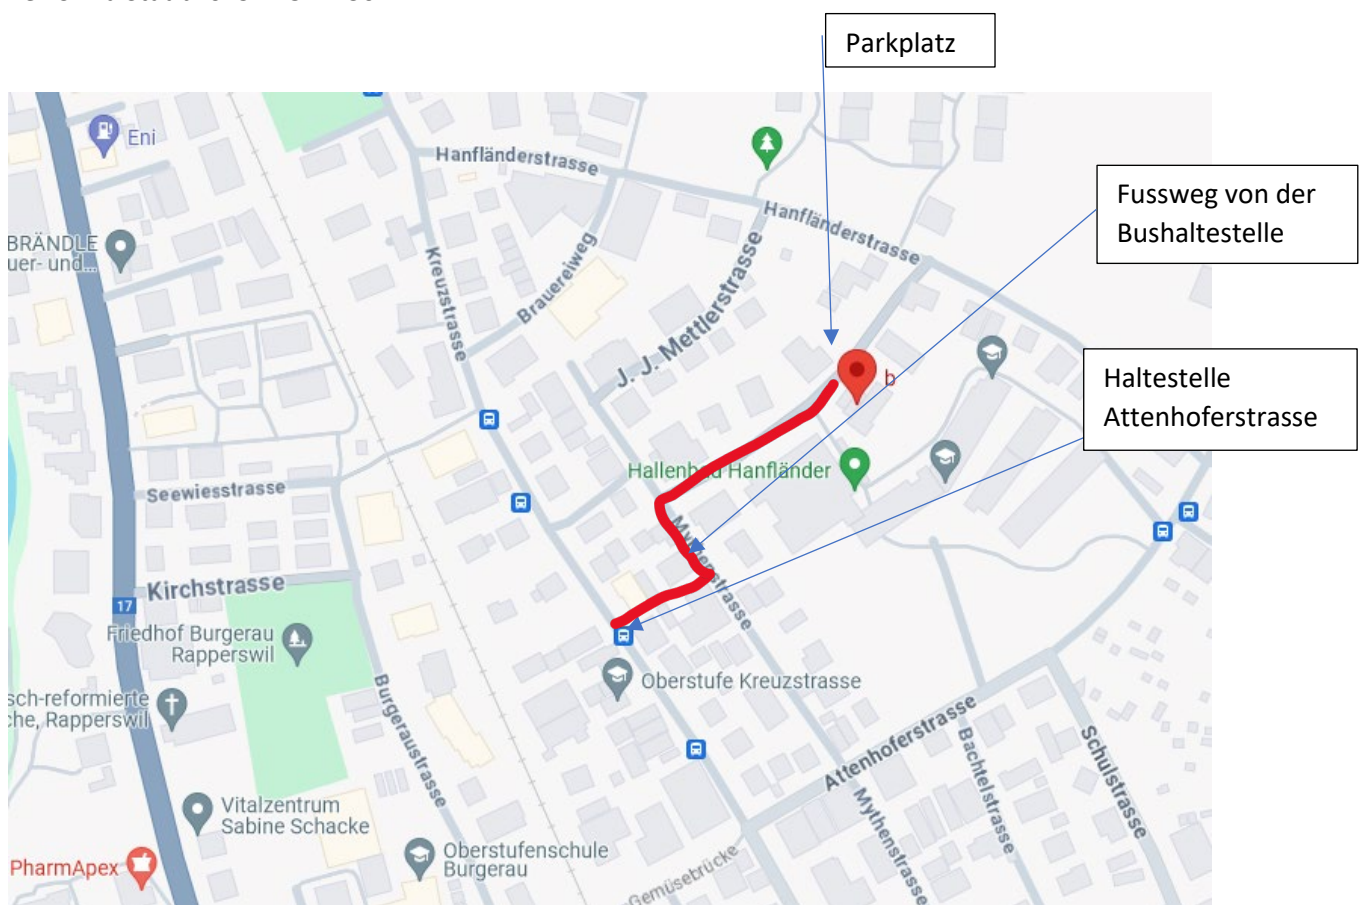 Parkplatz
Eni
Hanfländerstrasse
Fussweg von der
Bushaltestelle
BRÄNDLE
uer- und...
Hanfländerstrasse
Kreuzstrasse
Brauereiweg
J. J. Mettlerstrasse
Haltestelle
Attenhoferstrasse
b
Hallenbad Hanfländer
Seewiesstrasse
Mythenstrasse
Kirchstrasse
17
Friedhof Burgerau
Rapperswil
Oberstufe Kreuzstrasse
sch-reformierte
che, Rapperswil
Burgeraustrasse
Attenhoferstrasse
Bachtelstrasse
Schulstrasse
Mythenstrasse
Vitalzentrum
Sabine Schacke
Oberstufenschule
Burgerau
PharmApex
Gemüsebrücke